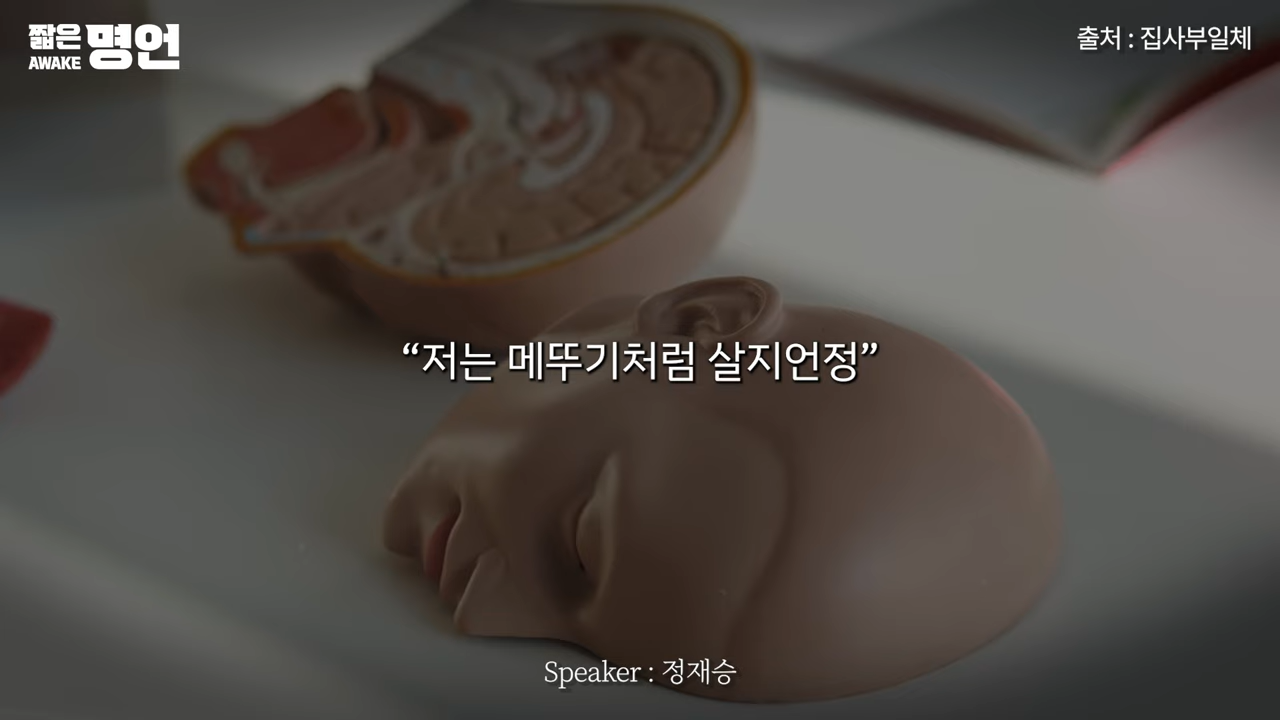 짧은 명언
AWAKE
출처 : 집사부일체
“저는 메뚜기처럼 살지언정”
Speaker : 정재승